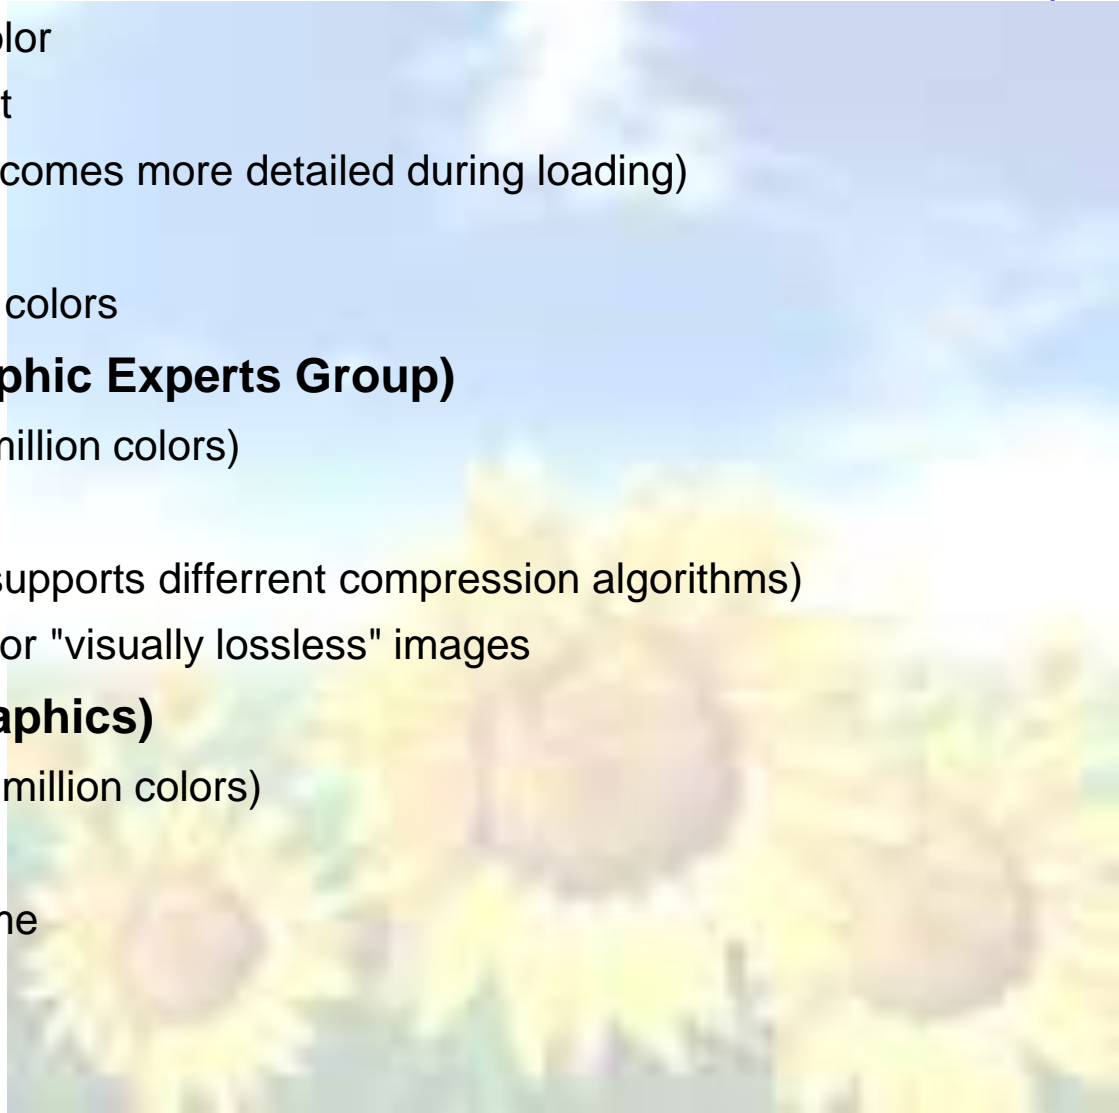 olor
t
comes more detailed during loading)
colors
phic Experts Group)
million colors)
supports differrent compression algorithms)
or "visually lossless" images
aphics)
million colors)
ne